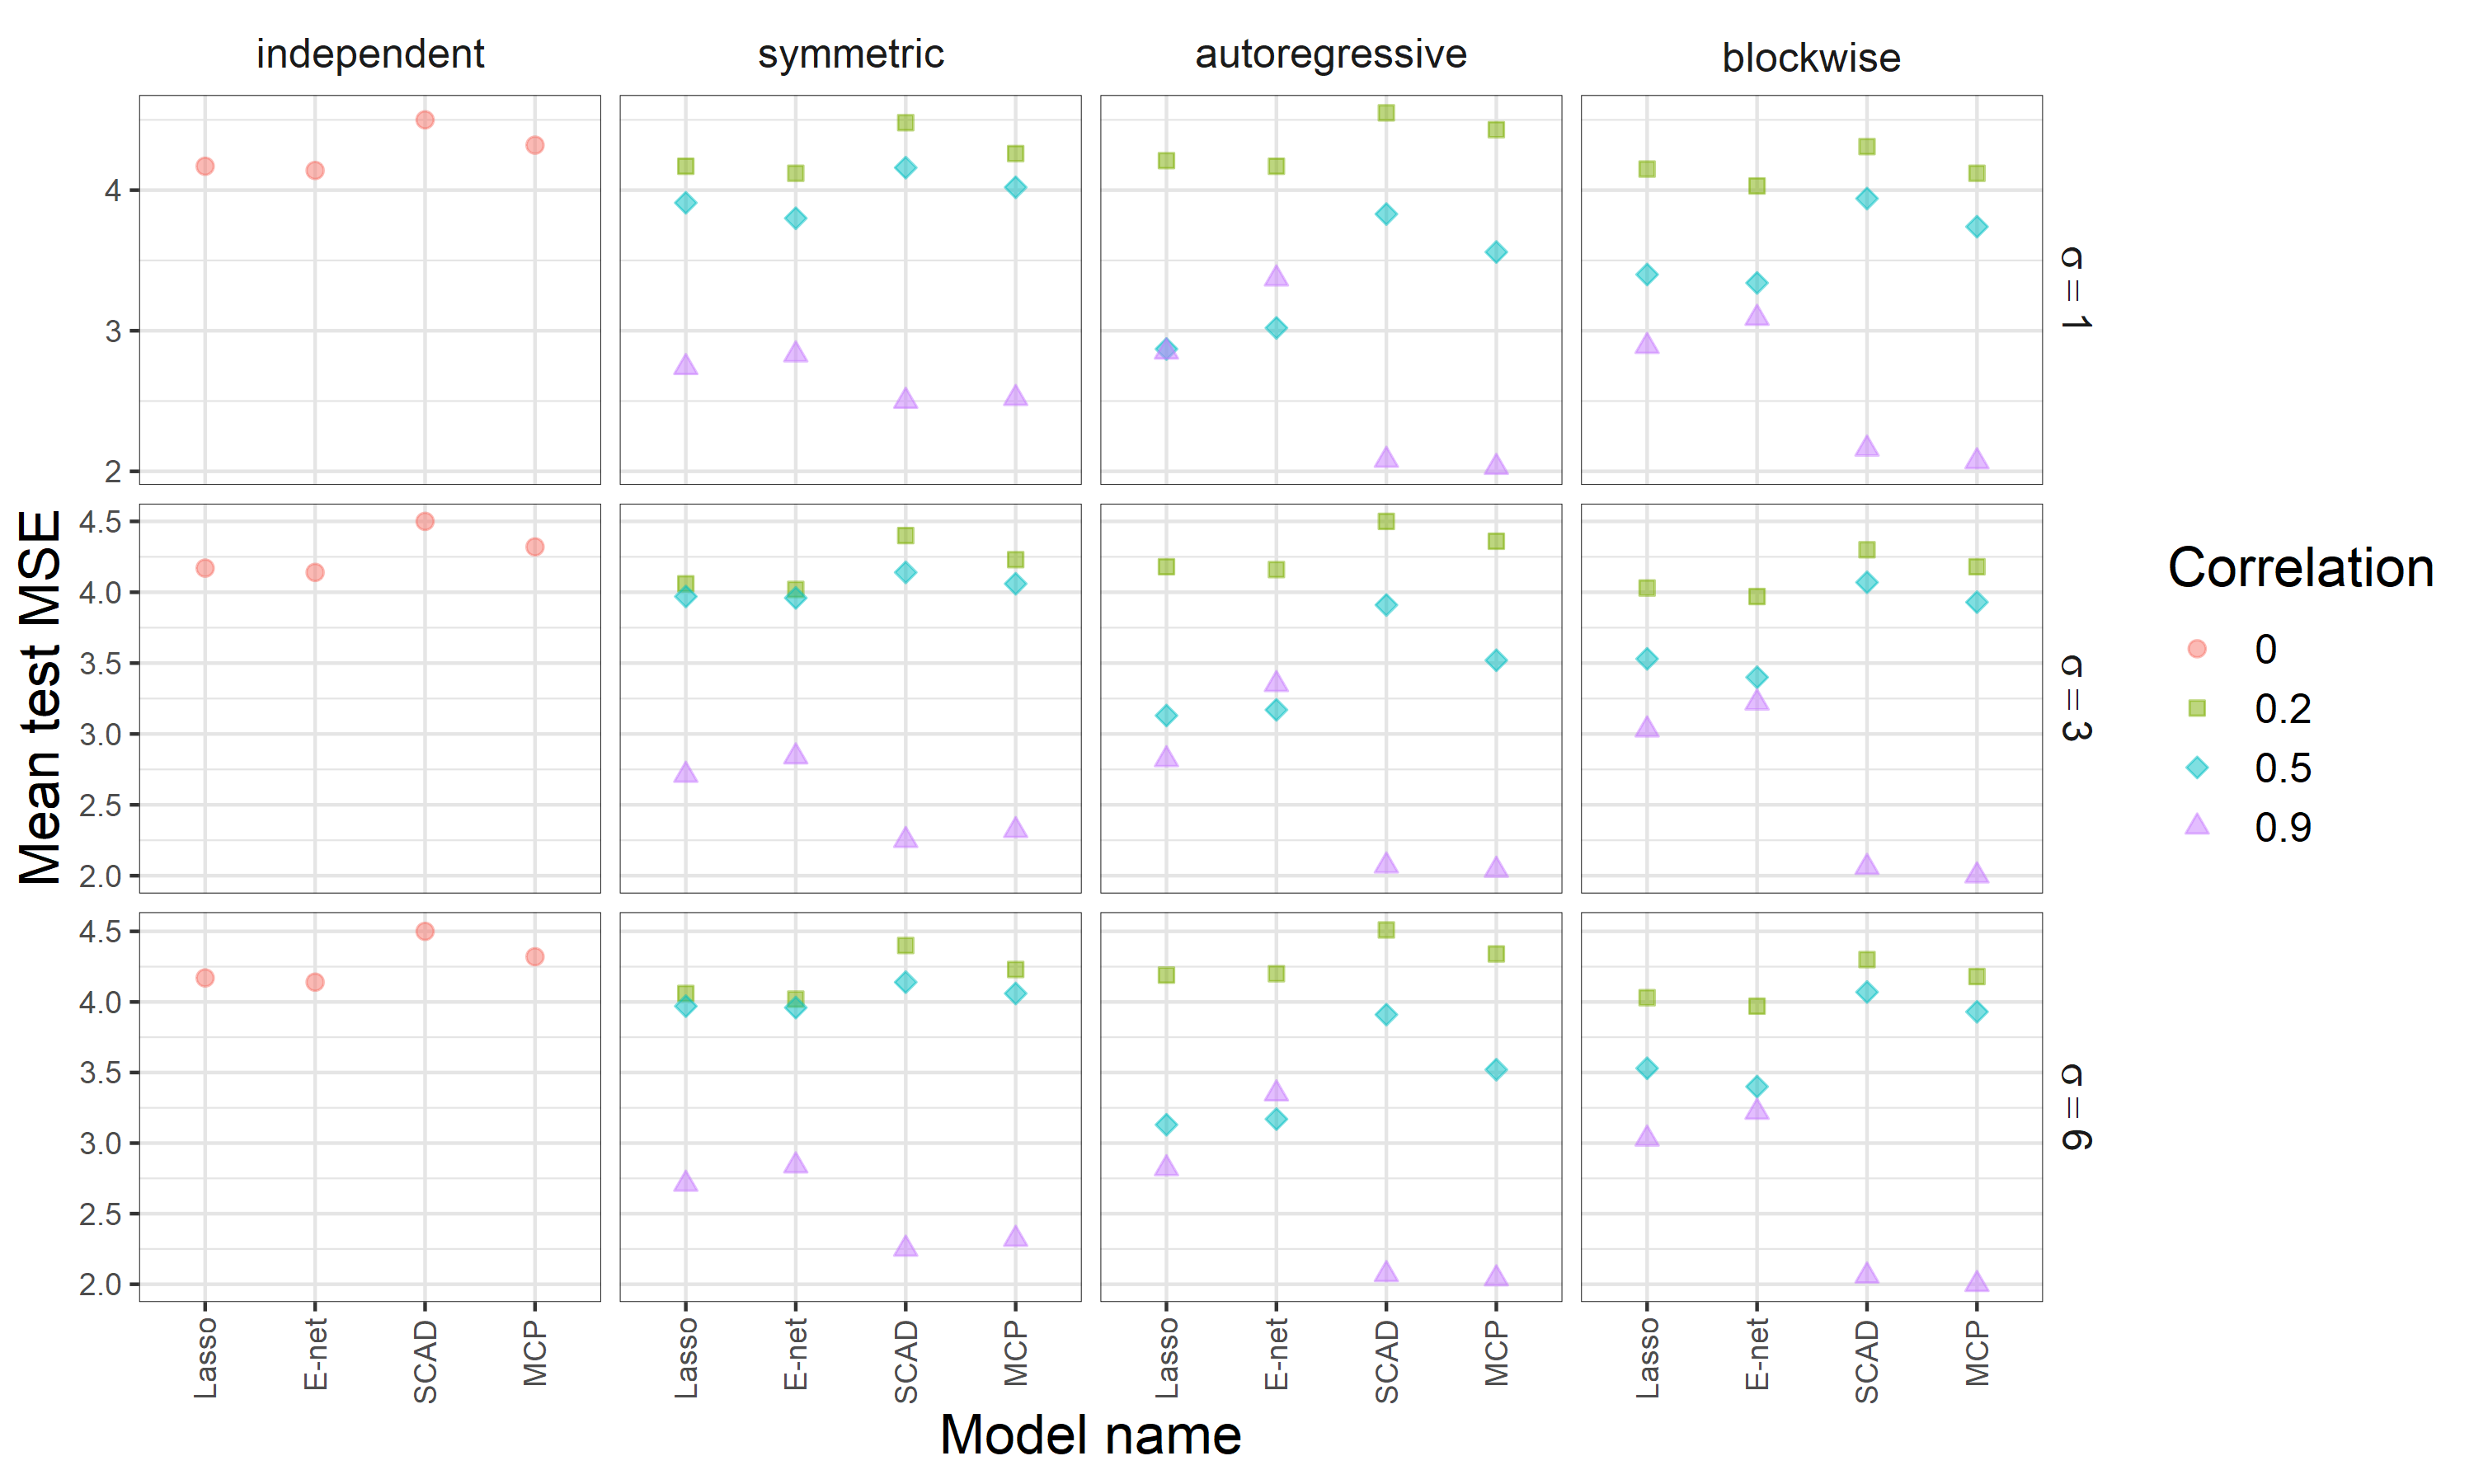 independent
symmetric
autoregressive
blockwise
4
3
2
σ = 1
4.5
4.0
3.5
3.0
2.5
2.0
σ = 3
4.5
4.0
3.5
3.0
2.5
2.0
σ = 6
Mean test MSE
Lasso
E-net
SCAD
MCP
Lasso
E-net
SCAD
MCP
Lasso
E-net
SCAD
MCP
Lasso
E-net
SCAD
MCP
Model name
Correlation
0
0.2
0.5
0.9